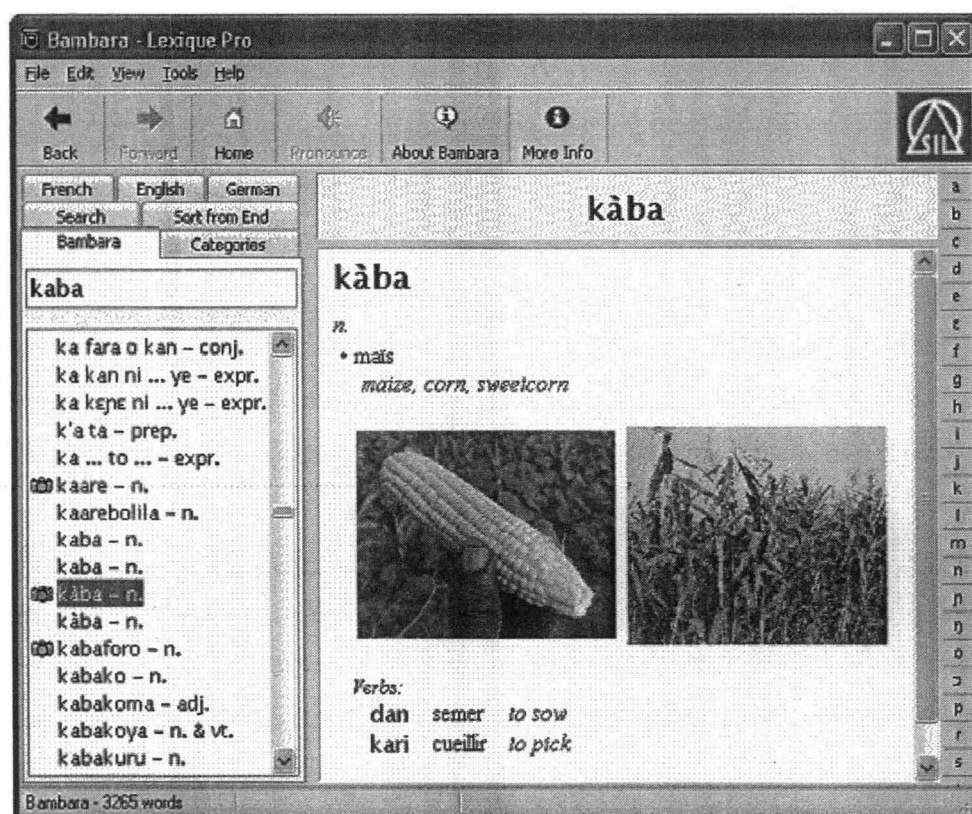 Bambara - Lexique Pro
File Edit View Tools Help
Back Forward Home Pronounce About Bambara More Info
SIL
French English German
Search Sort from End
Bambara Categories
kaba
ka fara o kan – conj.
ka kan ni ... ye – expr.
ka kɛɲɛ ni ... ye – expr.
k'a ta – prep.
ka ... to ... – expr.
kaare – n.
kaarebolila – n.
kaba – n.
kaba – n.
kàba – n.
kàba – n.
kabaforo – n.
kabako – n.
kabakoma – adj.
kabakoya – n. & vt.
kabakuru – n.
kàba
kàba
n.
• maïs
maize, corn, sweetcorn
Verbs:
dan semer to sow
kari cueillir to pick
a
b
c
d
e
ɛ
f
g
h
i
j
k
l
m
n
ɲ
ŋ
o
ɔ
p
r
s
Bambara - 3265 words